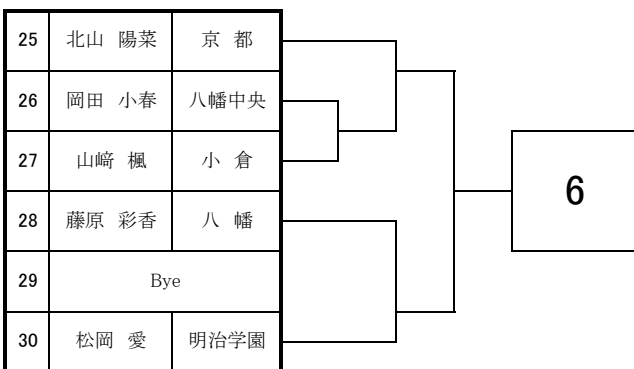 25 北山 陽菜 京 都
26 岡田 小春 八幡中央
27 山﨑 楓 小 倉
28 藤原 彩香 八 幡
29 Bye
30 松岡 愛 明治学園
6